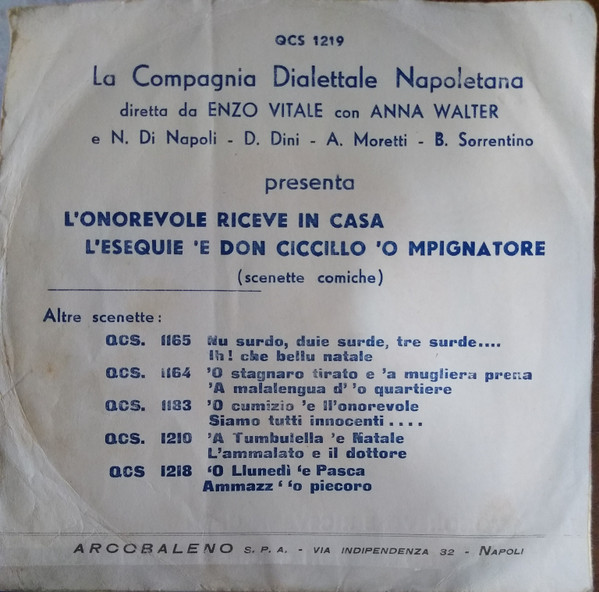 QCS 1219
La Compagnia Dialettale Napoletana
diretta da ENZO VITALE con ANNA WALTER
e N. Di Napoli - D. Dini - A. Moretti - B. Sorrentino
presenta
L'ONOREVOLE RICEVE IN CASA
L'ESEQUIE 'E DON CICCILLO 'O MPIGNATORE
(scenette comiche)
Altre scenette:
QCS. 1165 Nu surdo, duie surde, tre surde....
Ih! che bellu natale
QCS. 1164 'O stagnaro tirato e 'a mugliera prena
'A malalengua d' 'o quartiere
QCS. 1183 'O cumizio 'e ll'onorevole
Siamo tutti innocenti ....
QCS. 1210 'A Tumbulella 'e Natale
L'ammalato e il dottore
QCS 1218 'O Llunedì 'e Pasca
Ammazz' 'o piecoro
ARCOBALENO S.P.A. - VIA INDIPENDENZA 32 - NAPOLI